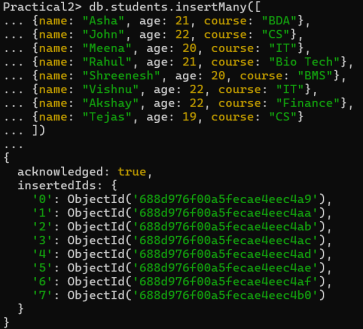 Practical2> db.students.insertMany([
... {name: "Asha", age: 21, course: "BDA"},
... {name: "John", age: 22, course: "CS"},
... {name: "Meena", age: 20, course: "IT"},
... {name: "Rahul", age: 21, course: "Bio Tech"},
... {name: "Shreenesh", age: 20, course: "BMS"},
... {name: "Vishnu", age: 22, course: "IT"},
... {name: "Akshay", age: 22, course: "Finance"},
... {name: "Tejas", age: 19, course: "CS"}
... ])
...
{
  acknowledged: true,
  insertedIds: {
    '0': ObjectId('688d976f00a5fecae4eec4a9'),
    '1': ObjectId('688d976f00a5fecae4eec4aa'),
    '2': ObjectId('688d976f00a5fecae4eec4ab'),
    '3': ObjectId('688d976f00a5fecae4eec4ac'),
    '4': ObjectId('688d976f00a5fecae4eec4ad'),
    '5': ObjectId('688d976f00a5fecae4eec4ae'),
    '6': ObjectId('688d976f00a5fecae4eec4af'),
    '7': ObjectId('688d976f00a5fecae4eec4b0')
  }
}